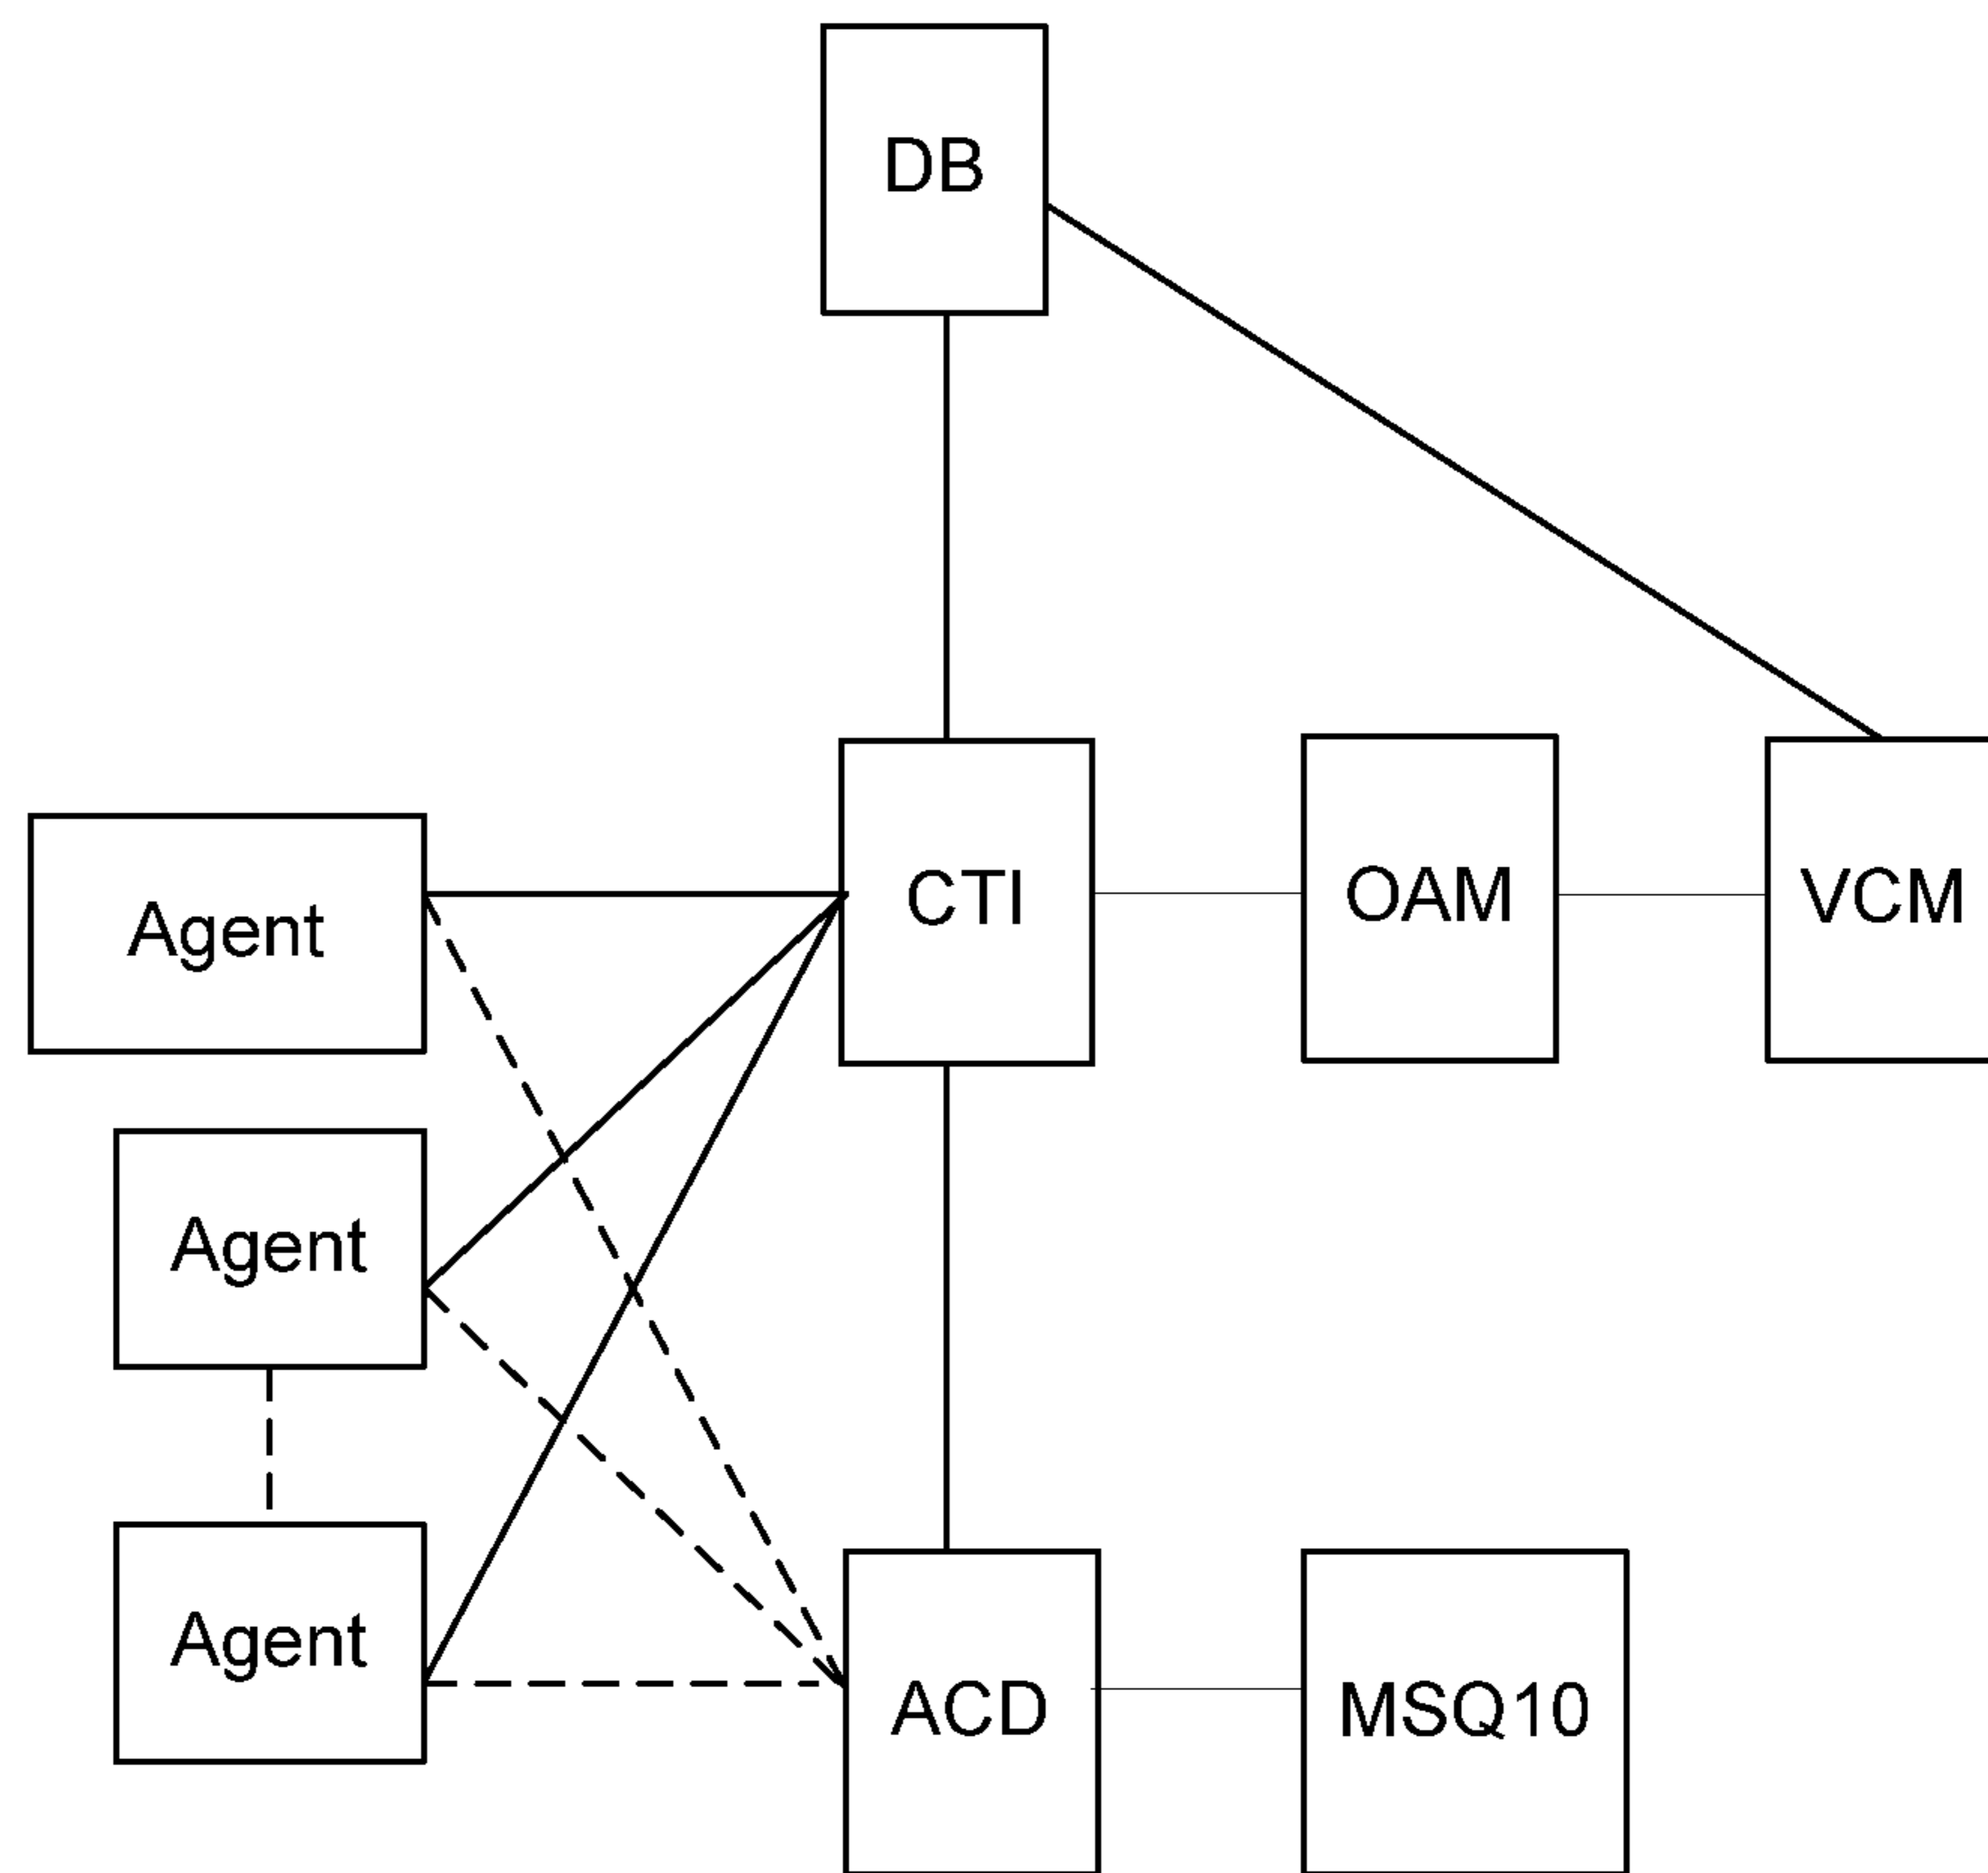 DB
CTI
OAM
VCM
Agent
Agent
Agent
ACD
MSQ10